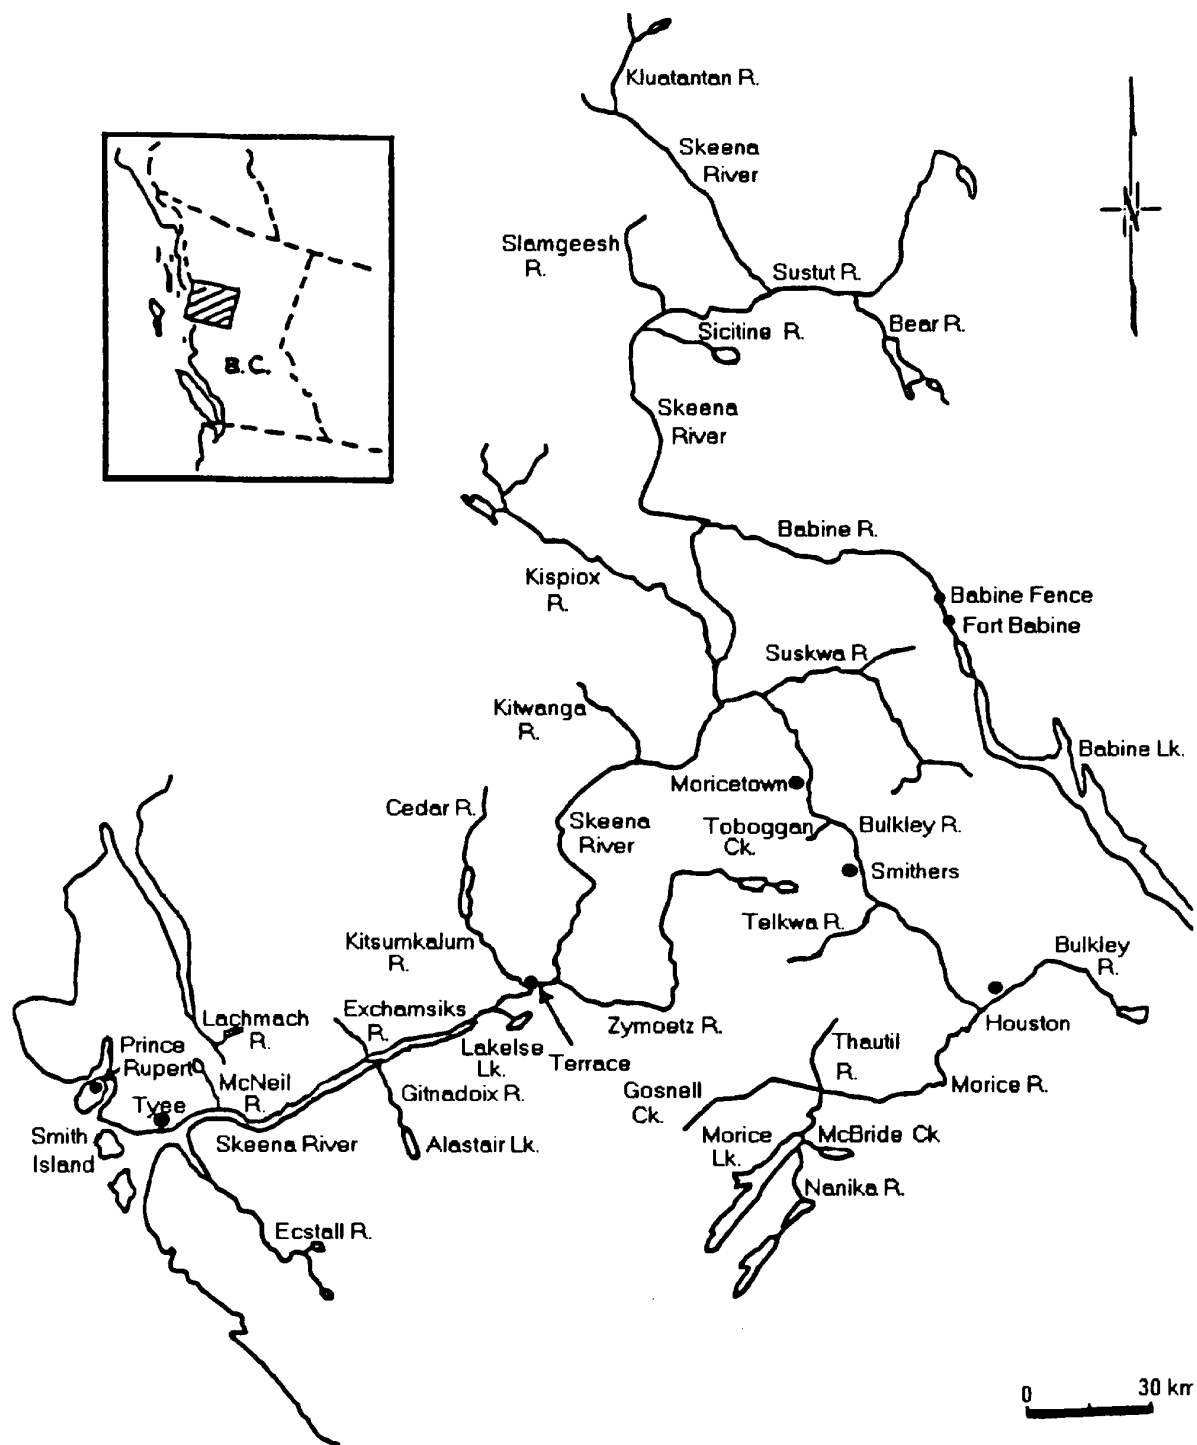 Kluatantan R.
Skeena
River
Slamgeesh
R.
Sustut R.
Sicitine R.
Bear R.
B.C.
Skeena
River
Babine R.
Kispiox
R.
Babine Fence
Fort Babine
Suskwa R
Kitwanga
R.
Babine Lk.
Moricetown
Cedar R.
Skeena
River
Toboggan
Ck.
Bulkley R.
Smithers
Telkwa R.
Kitsumkalum
R.
Bulkley
R.
Exchamsiks
R.
Lachmach
R.
Zymoetz R.
Houston
Prince
Rupert
Lakelse
Lk.
Terrace
Thautil
R.
McNeil
R.
Gitnadoix R.
Gosnell
Ck.
Morice R.
Tyee
Smith
Island
Skeena River
Alastair Lk.
Morice
Lk.
McBride Ck
Nanika R.
Ecstall R.
0 30 km